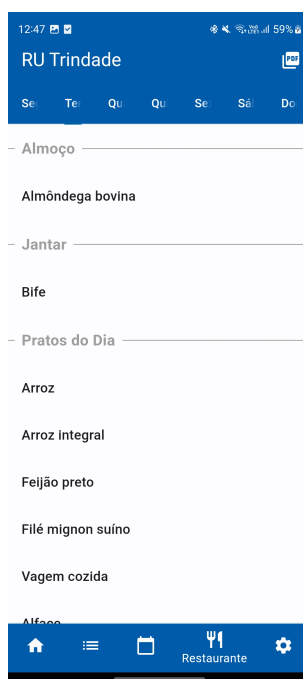 12:47 59%
RU Trindade
PDF
Se Te Qu Qu Se Sá Do
Almoço
Almôndega bovina
Jantar
Bife
Pratos do Dia
Arroz
Arroz integral
Feijão preto
Filé mignon suíno
Vagem cozida
Alface
Restaurante